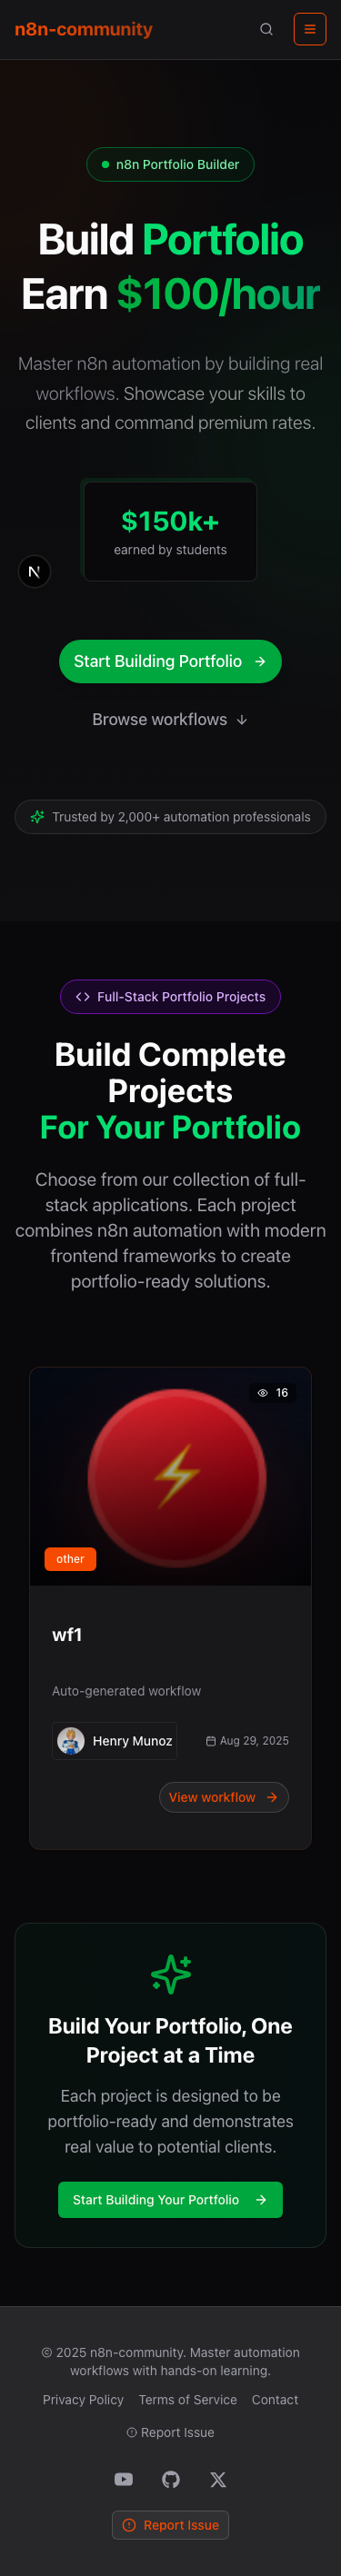 n8n-community
n8n Portfolio Builder
Build Portfolio
Earn $100/hour
Master n8n automation by building real
workflows. Showcase your skills to
clients and command premium rates.
$150k+
earned by students
N
Start Building Portfolio
Browse workflows
Trusted by 2,000+ automation professionals
Full-Stack Portfolio Projects
Build Complete
Projects
For Your Portfolio
Choose from our collection of full-
stack applications. Each project
combines n8n automation with modern
frontend frameworks to create
portfolio-ready solutions.
16
other
wf1
Auto-generated workflow
Henry Munoz
Aug 29, 2025
View workflow
Build Your Portfolio, One
Project at a Time
Each project is designed to be
portfolio-ready and demonstrates
real value to potential clients.
Start Building Your Portfolio
© 2025 n8n-community. Master automation
workflows with hands-on learning.
Privacy Policy Terms of Service Contact
Report Issue
Report Issue